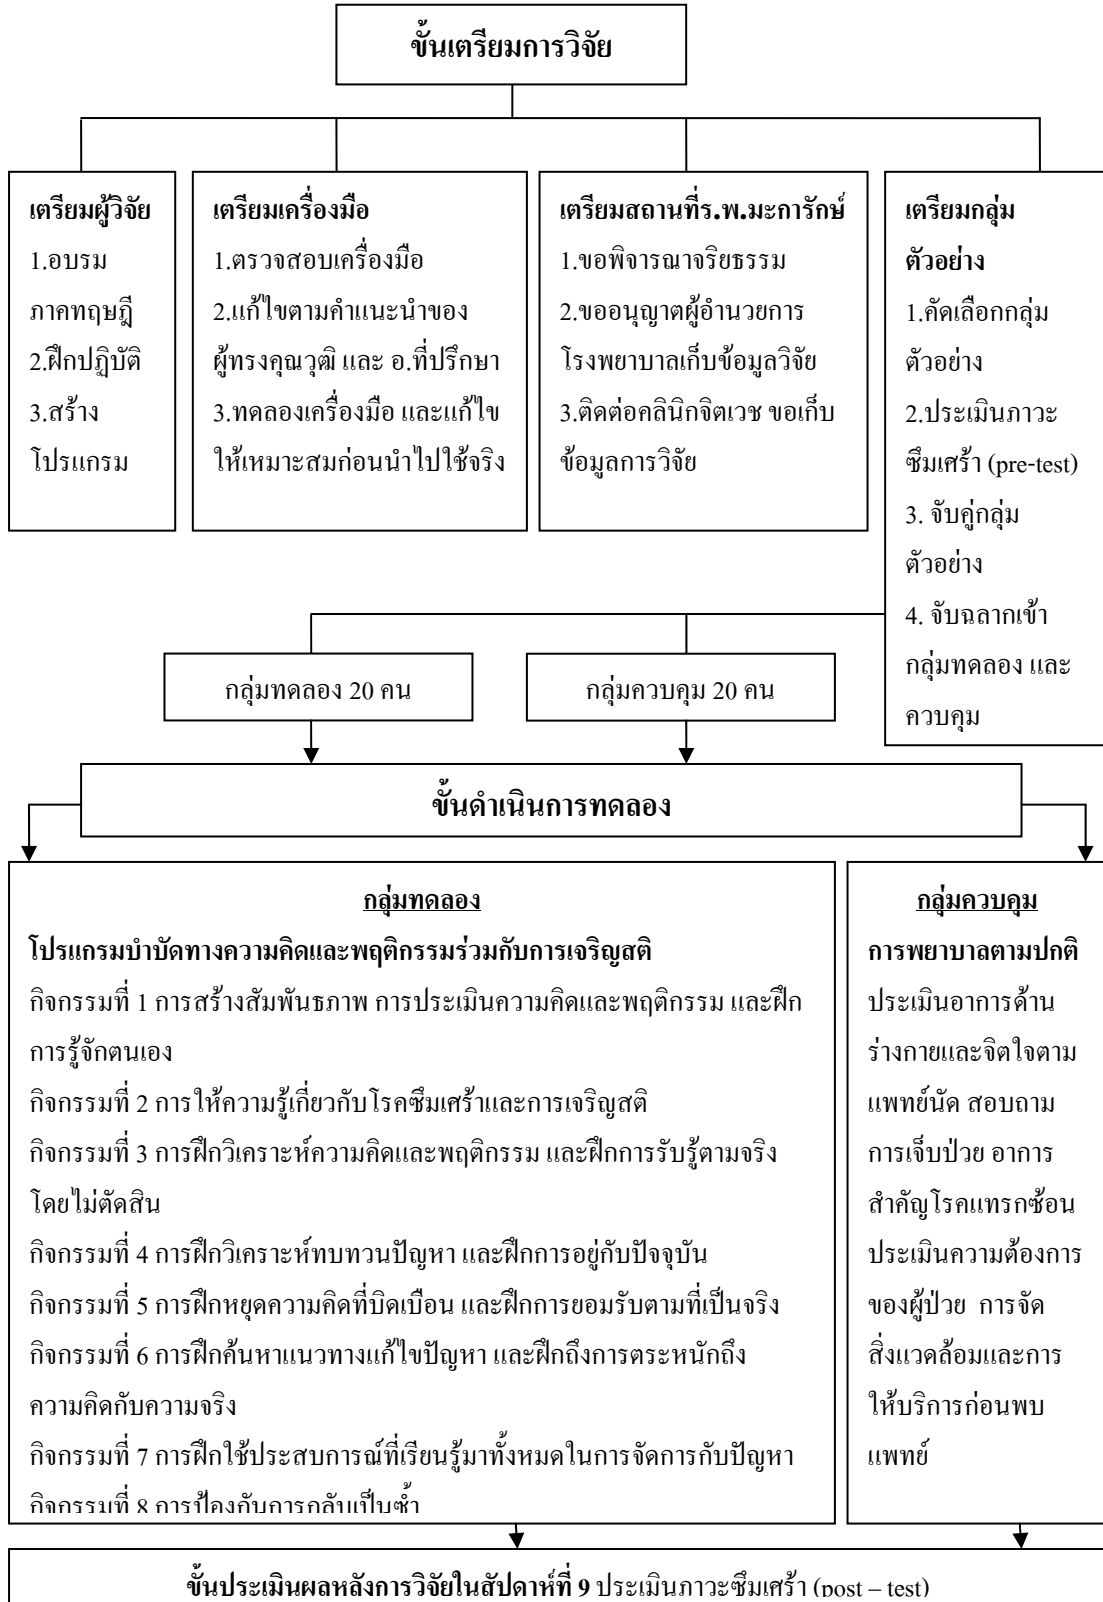 ขั้นเตรียมการวิจัย
เตรียมผู้วิจัย
1.อบรม
ภาคทฤษฎี
2.ฝึกปฏิบัติ
3.สร้าง
โปรแกรม
เตรียมเครื่องมือ
1.ตรวจสอบเครื่องมือ
2.แก้ไขตามคำแนะนำของ
ผู้ทรงคุณวุฒิ และ อ.ที่ปรึกษา
3.ทดลองเครื่องมือ และแก้ไข
ให้เหมาะสมก่อนนำไปใช้จริง
เตรียมสถานที่ร.พ.มะการักษ์
1.ขอพิจารณาจริยธรรม
2.ขออนุญาตผู้อำนวยการ
โรงพยาบาลเก็บข้อมูลวิจัย
3.ติดต่อคลินิกจิตเวช ขอเก็บ
ข้อมูลการวิจัย
เตรียมกลุ่ม
ตัวอย่าง
1.คัดเลือกกลุ่ม
ตัวอย่าง
2.ประเมินภาวะ
ซึมเศร้า (pre-test)
3. จับคู่กลุ่ม
ตัวอย่าง
4. จับฉลากเข้า
กลุ่มทดลอง และ
ควบคุม
กลุ่มทดลอง 20 คน
กลุ่มควบคุม 20 คน
ขั้นดำเนินการทดลอง
กลุ่มทดลอง
โปรแกรมบำบัดทางความคิดและพฤติกรรมร่วมกับการเจริญสติ
กิจกรรมที่ 1 การสร้างสัมพันธภาพ การประเมินความคิดและพฤติกรรม และฝึก
การรู้จักตนเอง
กิจกรรมที่ 2 การให้ความรู้เกี่ยวกับโรคซึมเศร้าและการเจริญสติ
กิจกรรมที่ 3 การฝึกวิเคราะห์ความคิดและพฤติกรรม และฝึกการรับรู้ตามจริง
โดยไม่ตัดสิน
กิจกรรมที่ 4 การฝึกวิเคราะห์ทบทวนปัญหา และฝึกการอยู่กับปัจจุบัน
กิจกรรมที่ 5 การฝึกหยุดความคิดที่บิดเบือน และฝึกการยอมรับตามที่เป็นจริง
กิจกรรมที่ 6 การฝึกค้นหาแนวทางแก้ไขปัญหา และฝึกถึงการตระหนักถึง
ความคิดกับความจริง
กิจกรรมที่ 7 การฝึกใช้ประสบการณ์ที่เรียนรู้มาทั้งหมดในการจัดการกับปัญหา
กิจกรรมที่ 8 การป้องกันการกลับเป็นซ้ำ
กลุ่มควบคุม
การพยาบาลตามปกติ
ประเมินอาการด้าน
ร่างกายและจิตใจตาม
แพทย์นัด สอบถาม
การเจ็บป่วย อาการ
สำคัญโรคแทรกซ้อน
ประเมินความต้องการ
ของผู้ป่วย การจัด
สิ่งแวดล้อมและการ
ให้บริการก่อนพบ
แพทย์
ขั้นประเมินผลหลังการวิจัยในสัปดาห์ที่ 9 ประเมินภาวะซึมเศร้า (post – test)